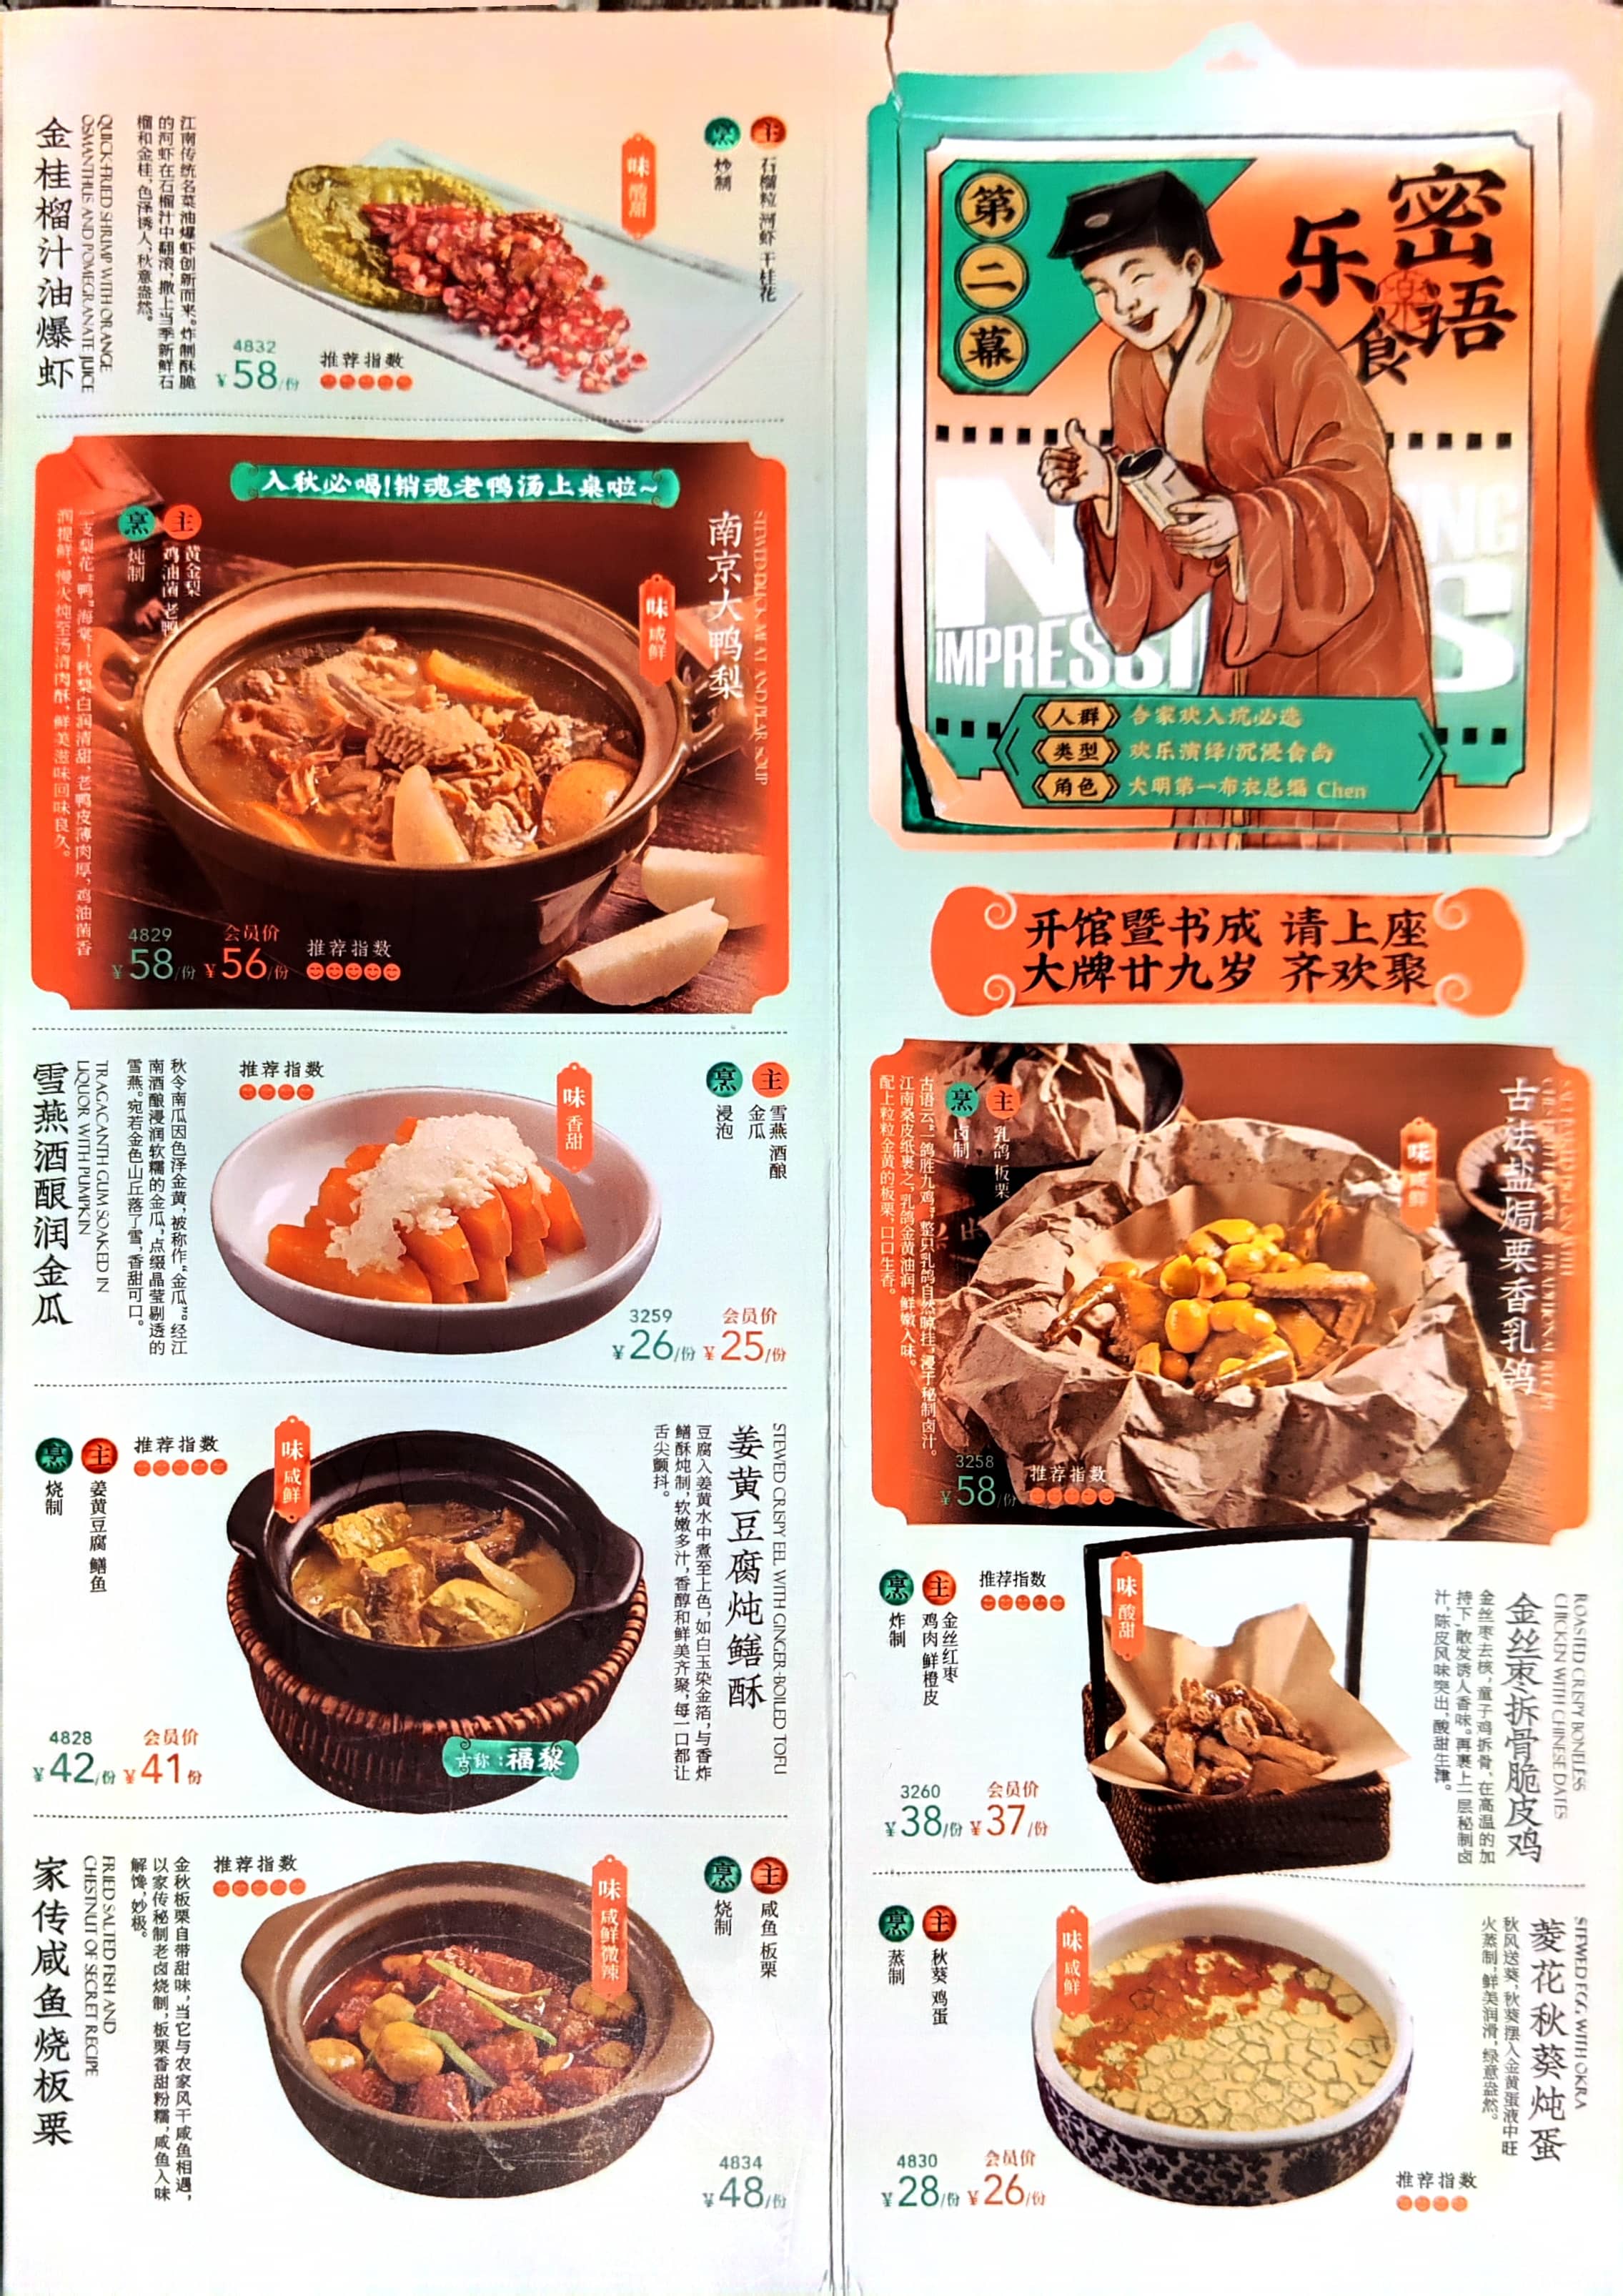 金桂榴汁油爆虾
QUICK-FRIED SHRIMP WITH ORANGE
OSMANTHUS AND POMEGRANATE JUICE
江南传统名菜油爆虾创新而来。炸制酥脆
的河虾在石榴汁中翻滚,撒上当季新鲜石
榴和金桂,色泽诱人,秋意盎然。
味 酸甜
烹 炒制
主 石榴粒 河虾 干桂花
4832
¥58/份
推荐指数
入秋必喝!销魂老鸭汤上桌啦~
南京大鸭梨
STEWED DUCK MEAT AND PEAR SOUP
味 咸鲜
烹 炖制
主 黄金梨
鸡油菌 老鸭
一支梨花“鸭”海棠!秋梨白润清甜,老鸭皮薄肉厚,鸡油菌香
润提鲜,慢火炖至汤清肉酥,鲜美滋味回味良久。
4829
¥58/份
会员价
¥56/份
推荐指数
雪燕酒酿润金瓜
TRAGACANTH GUM SOAKED IN
LIQUOR WITH PUMPKIN
秋令南瓜因色泽金黄,被称作“金瓜”。经江
南酒酿浸润软糯的金瓜,点缀晶莹剔透的
雪燕。宛若金色山丘落了雪,香甜可口。
推荐指数
味 香甜
烹 浸泡
主 雪燕 酒酿
金瓜
3259
¥26/份
会员价
¥25/份
姜黄豆腐炖鳝酥
STEWED CRISPY EEL WITH GINGER-BOILED TOFU
豆腐入姜黄水中煮至上色,如白玉染金箔,与香炸
鳝酥炖制,软嫩多汁,香醇和鲜美齐聚,每一口都让
舌尖颤抖。
烹 烧制
主 姜黄豆腐 鳝鱼
推荐指数
味 咸鲜
古称:福黎
4828
¥42/份
会员价
¥41份
家传咸鱼烧板栗
FRIED SALTED FISH AND
CHESTNUT OF SECRET RECIPE
金秋板栗自带甜味,当它与农家风干咸鱼相遇,
以家传秘制老卤烧制,板栗香甜粉糯,咸鱼入味
解馋,妙极。
推荐指数
味 咸鲜微辣
烹 烧制
主 咸鱼 板栗
4834
¥48/份
第二幕
密语
乐食
IMPRESSI
人群 合家欢入坑必选
类型 欢乐演绎/沉浸食尚
角色 大明第一布衣总编 Chen
开馆暨书成 请上座
大牌廿九岁 齐欢聚
古法盐焗栗香乳鸽
味 咸鲜
烹 卤制
主 乳鸽 板栗
古语云,“一鸽胜九鸡”,整只乳鸽自然晾挂,浸于秘制卤汁。
江南桑皮纸裹之,乳鸽金黄油润,鲜嫩入味。
配上粒粒金黄的板栗,口口生香。
3258
¥58/份
推荐指数
金丝枣拆骨脆皮鸡
ROASTED CRISPY BONELESS
CHICKEN WITH CHINESE DATES
金丝枣去核,童子鸡拆骨,在高温的加
持下,散发诱人香味。再裹上一层秘制卤
汁,陈皮风味突出,酸甜生津。
烹 炸制
主 金丝红枣
鸡肉 鲜橙皮
推荐指数
味 酸甜
3260
¥38/份
会员价
¥37/份
菱花秋葵炖蛋
STEWED EGG WITH OKRA
秋风送葵,秋葵摆入金黄蛋液中旺
火蒸制,鲜美润滑,绿意盎然。
烹 蒸制
主 秋葵 鸡蛋
味 咸鲜
4830
¥28/份
会员价
¥26/份
推荐指数